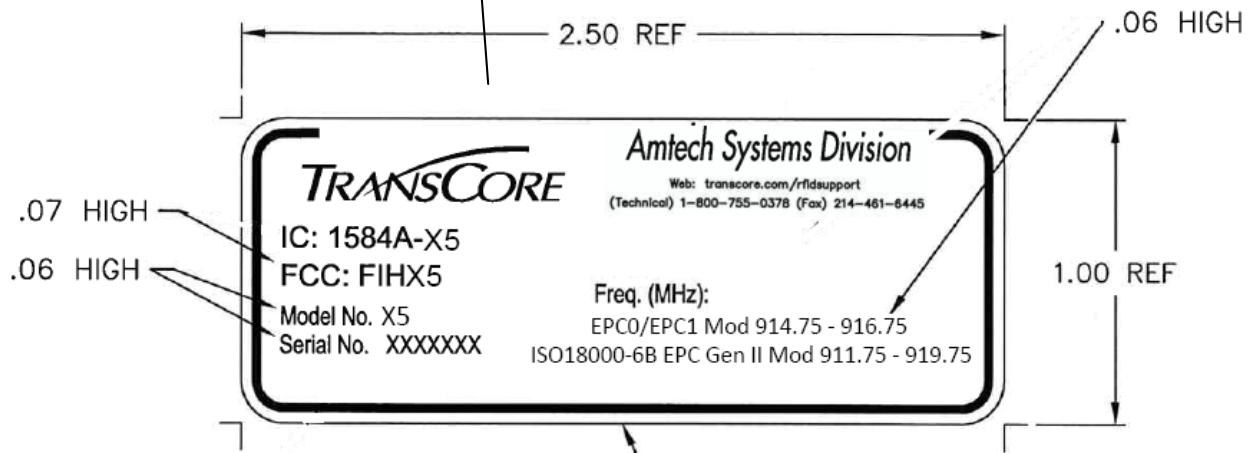 2.50 REF
.06 HIGH
TRANSCORE
Amtech Systems Division
Web: transcore.com/rfidsupport
(Technical) 1-800-755-0378 (Fax) 214-461-6445
.07 HIGH
IC: 1584A-X5
FCC: FIHX5
.06 HIGH
Model No. X5
Serial No. XXXXXXX
Freq. (MHz):
EPC0/EPC1 Mod 914.75 - 916.75
ISO18000-6B EPC Gen II Mod 911.75 - 919.75
1.00 REF